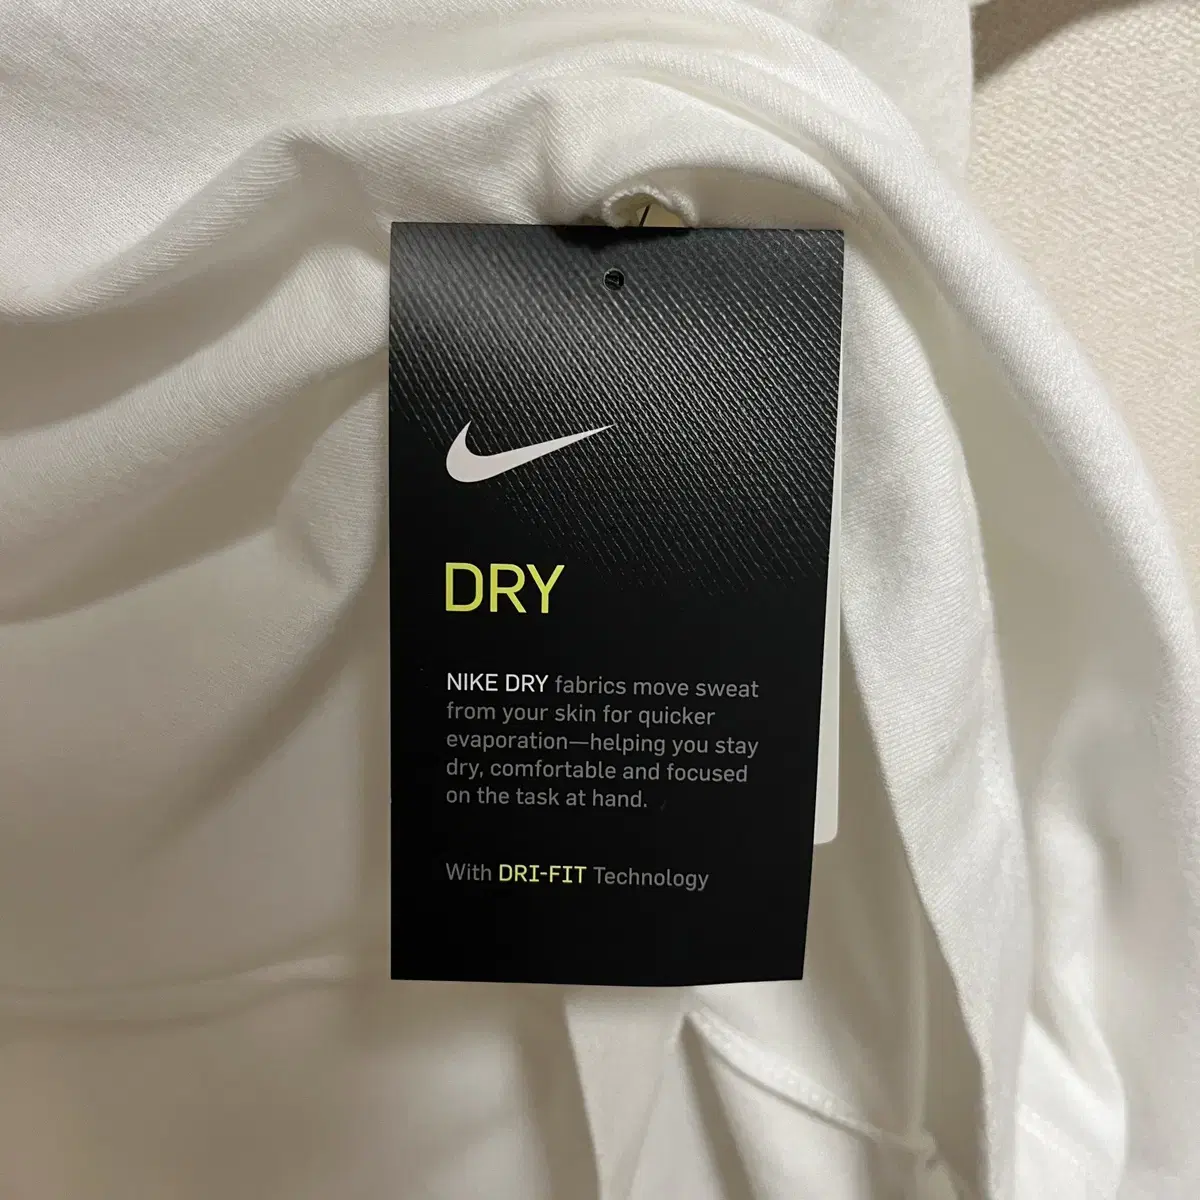 DRY
NIKE DRY fabrics move sweat
from your skin for quicker
evaporation—helping you stay
dry, comfortable and focused
on the task at hand.
With DRI-FIT Technology